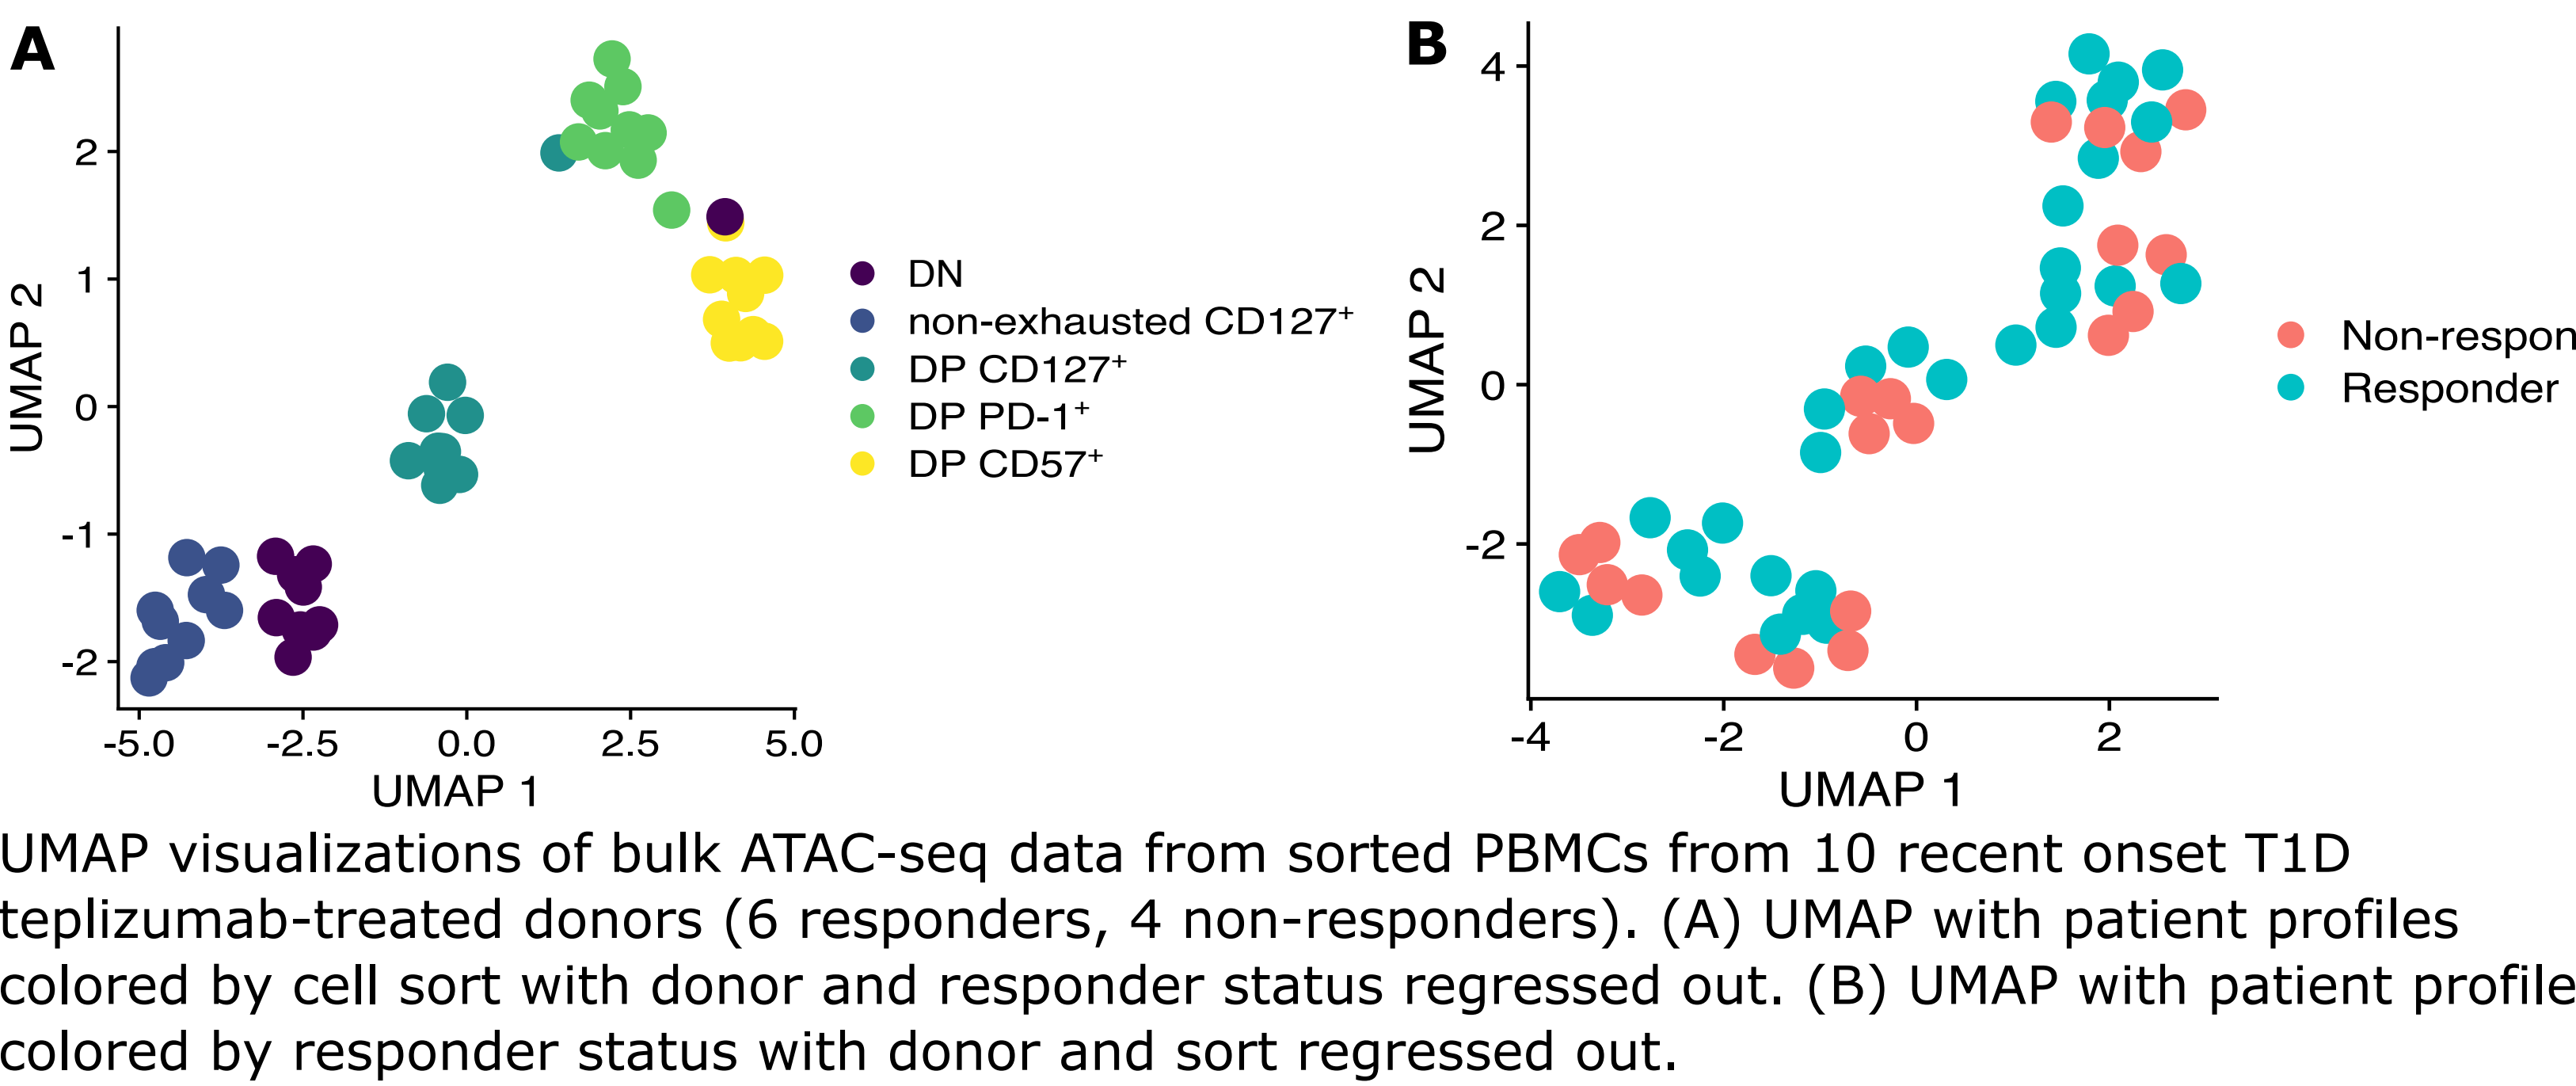 A
2
1
0
-1
-2
UMAP 2
-5.0 -2.5 0.0 2.5 5.0
UMAP 1
DN
non-exhausted CD127+
DP CD127+
DP PD-1+
DP CD57+
B
4
2
0
-2
UMAP 2
-4 -2 0 2
UMAP 1
Non-respon
Responder
UMAP visualizations of bulk ATAC-seq data from sorted PBMCs from 10 recent onset T1D
teplizumab-treated donors (6 responders, 4 non-responders). (A) UMAP with patient profiles
colored by cell sort with donor and responder status regressed out. (B) UMAP with patient profile
colored by responder status with donor and sort regressed out.